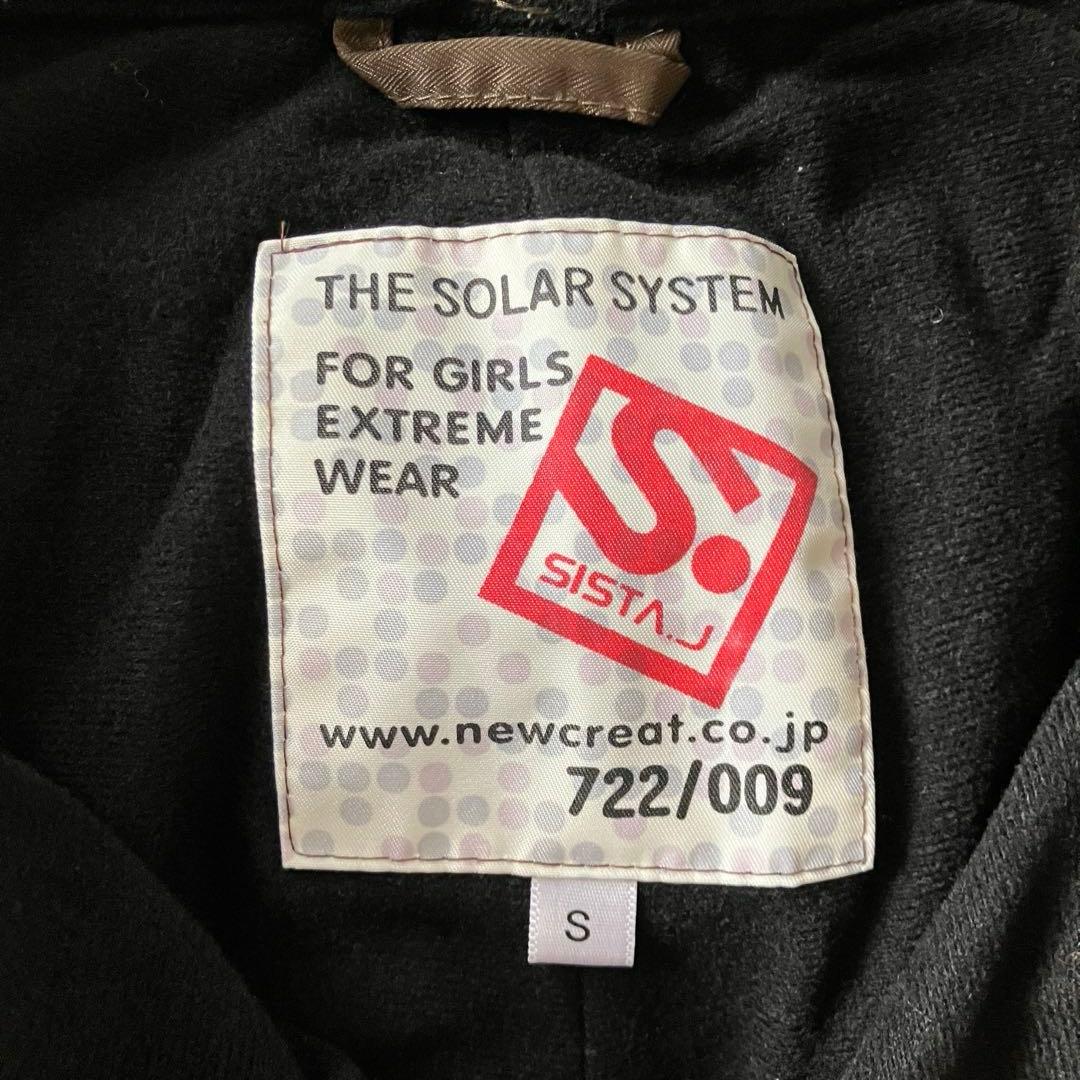 THE SOLAR SYSTEM
FOR GIRLS
EXTREME
WEAR
S.
SISTA.J
www.newcreat.co.jp
722/009
S